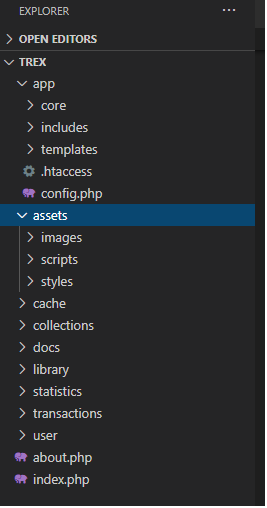 EXPLORER
OPEN EDITORS
TREX
app
core
includes
templates
.htaccess
config.php
assets
images
scripts
styles
cache
collections
docs
library
statistics
transactions
user
about.php
index.php